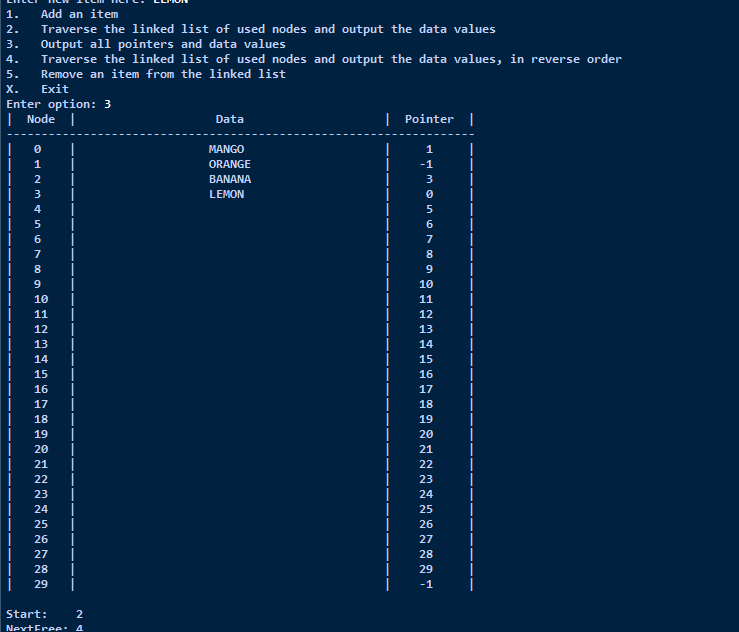 Enter new item here: LEMON
1.   Add an item
2.   Traverse the linked list of used nodes and output the data values
3.   Output all pointers and data values
4.   Traverse the linked list of used nodes and output the data values, in reverse order
5.   Remove an item from the linked list
X.   Exit
Enter option: 3
|  Node  |                    Data                    |  Pointer  |
-------------------------------------------------------------------
|   0    |                   MANGO                    |     1     |
|   1    |                   ORANGE                   |    -1     |
|   2    |                   BANANA                   |     3     |
|   3    |                   LEMON                    |     0     |
|   4    |                                            |     5     |
|   5    |                                            |     6     |
|   6    |                                            |     7     |
|   7    |                                            |     8     |
|   8    |                                            |     9     |
|   9    |                                            |    10     |
|   10   |                                            |    11     |
|   11   |                                            |    12     |
|   12   |                                            |    13     |
|   13   |                                            |    14     |
|   14   |                                            |    15     |
|   15   |                                            |    16     |
|   16   |                                            |    17     |
|   17   |                                            |    18     |
|   18   |                                            |    19     |
|   19   |                                            |    20     |
|   20   |                                            |    21     |
|   21   |                                            |    22     |
|   22   |                                            |    23     |
|   23   |                                            |    24     |
|   24   |                                            |    25     |
|   25   |                                            |    26     |
|   26   |                                            |    27     |
|   27   |                                            |    28     |
|   28   |                                            |    29     |
|   29   |                                            |    -1     |
Start:    2
NextFree: 4